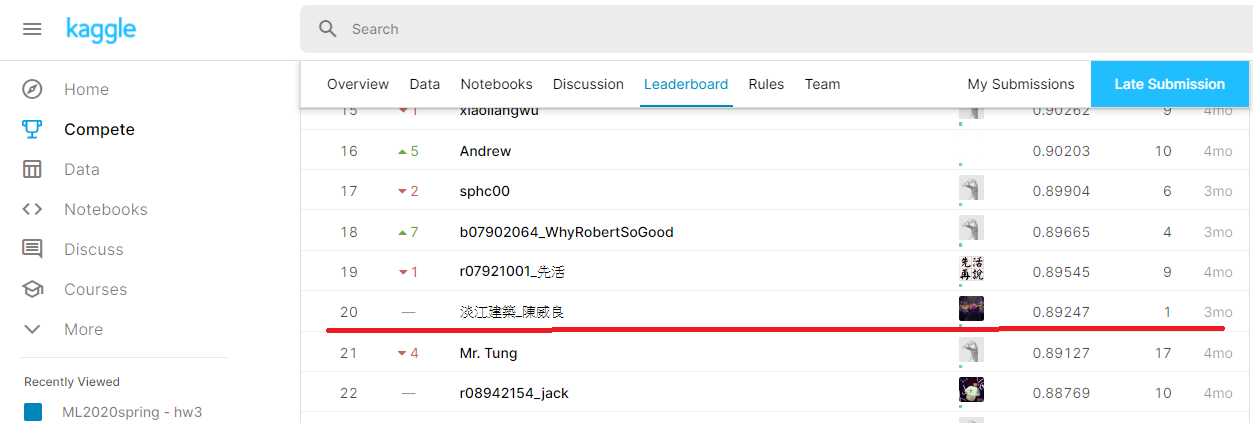 kaggle
Search
Overview Data Notebooks Discussion Leaderboard Rules Team My Submissions Late Submission
Home
Compete
Data
Notebooks
Discuss
Courses
More
Recently Viewed
ML2020spring - hw3
15 1 xiaoliangwu 0.90262 9 4mo
16 5 Andrew 0.90203 10 4mo
17 2 sphc00 0.89904 6 3mo
18 7 b07902064_WhyRobertSoGood 0.89665 4 3mo
19 1 r07921001_先活 先活再說 0.89545 9 4mo
20 — 淡江建築_陳威良 0.89247 1 3mo
21 4 Mr. Tung 0.89127 17 4mo
22 — r08942154_jack 0.88769 10 4mo